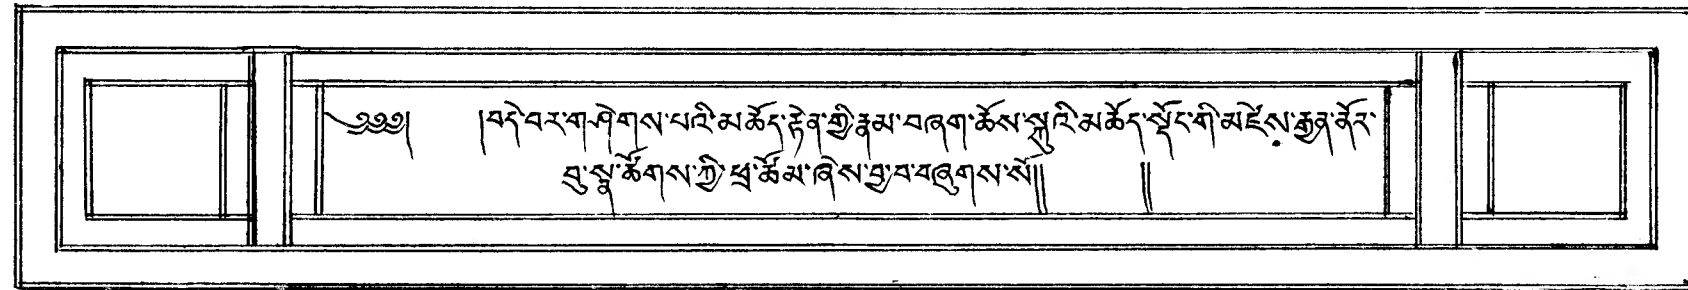 ༄༅༅། །བདེ་བར་གཤེགས་པའི་མཆོད་རྟེན་གྱི་རྣམ་བཞག་ཆོས་སྐུའི་མཆོད་སྡོང་གི་མཛེས་རྒྱན་ནོར་
བུ་སྣ་ཚོགས་ཀྱི་ཕྲ་ཚོམ་ཞེས་བྱ་བ་བཞུགས་སོ།། །།